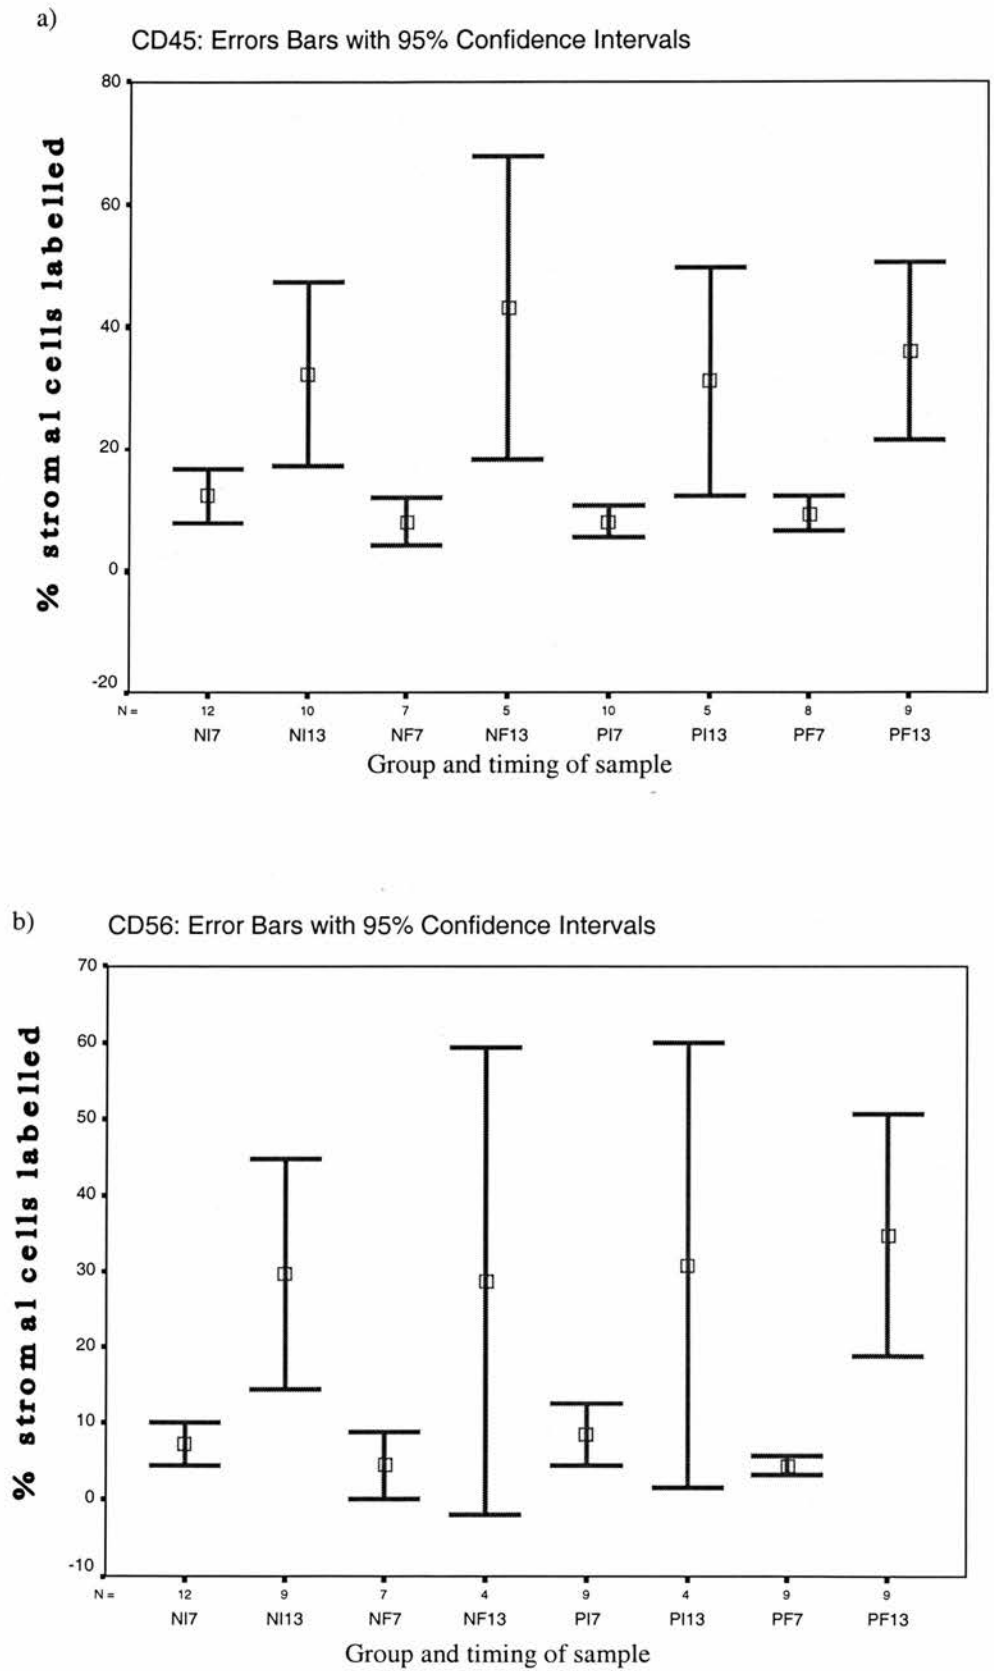 a)
CD45: Errors Bars with 95% Confidence Intervals
% stromal cells labelled
80
60
40
20
0
-20
N = 12 10 7 5 10 5 8 9
NI7 NI13 NF7 NF13 PI7 PI13 PF7 PF13
Group and timing of sample
b)
CD56: Error Bars with 95% Confidence Intervals
% stromal cells labelled
70
60
50
40
30
20
10
0
-10
N = 12 9 7 4 9 4 9 9
NI7 NI13 NF7 NF13 PI7 PI13 PF7 PF13
Group and timing of sample